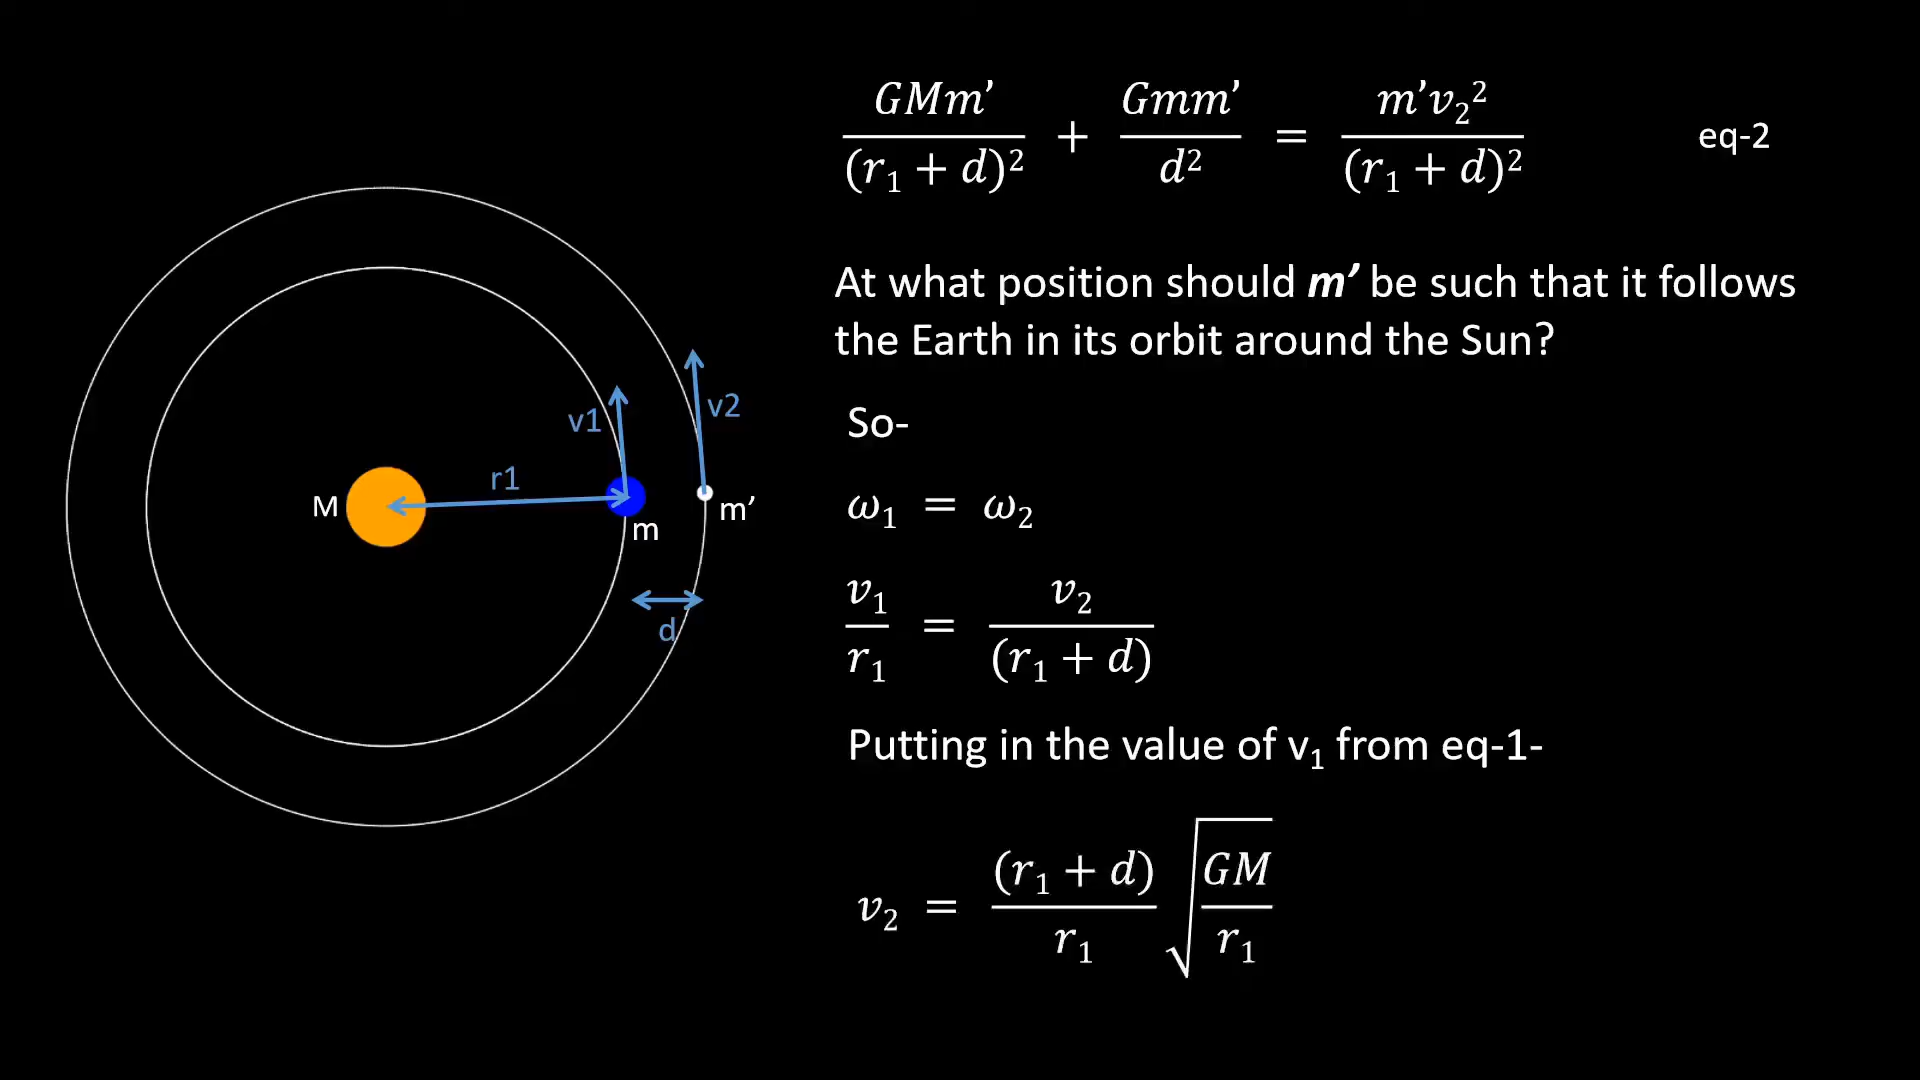 GMm’/(r₁ + d)² + Gmm’/d² = m’v₂²/(r₁ + d)² eq-2
At what position should m’ be such that it follows
the Earth in its orbit around the Sun?
So-
ω₁ = ω₂
v₁/r₁ = v₂/(r₁ + d)
Putting in the value of v₁ from eq-1-
v₂ = (r₁ + d)/r₁ √(GM/r₁)
v1
v2
r1
M
m
m’
d